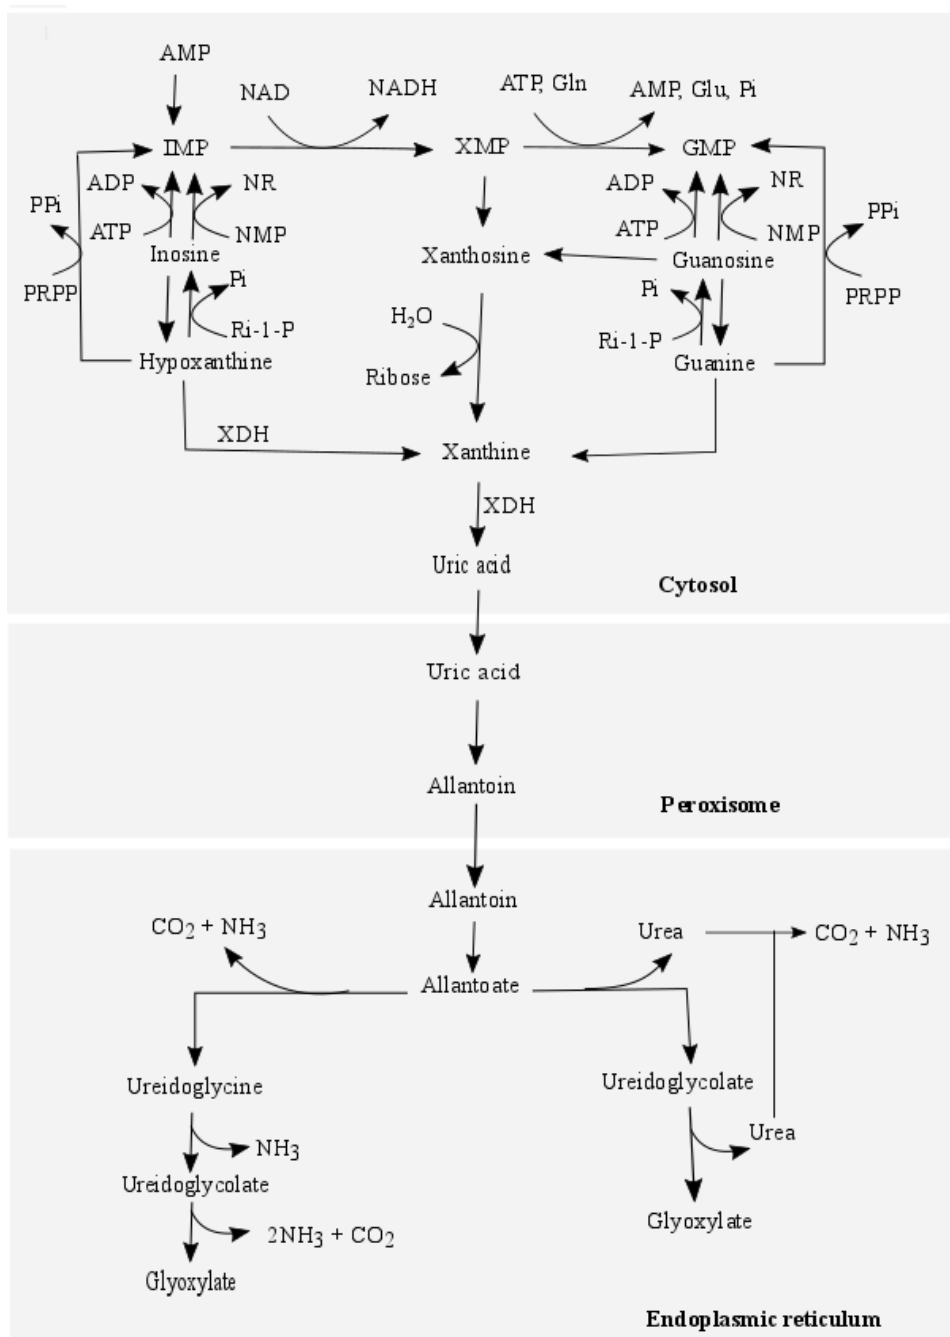 AMP
NAD
NADH
ATP, Gln
AMP, Glu, Pi
IMP
XMP
GMP
ADP
NR
ADP
NR
PPi
ATP
NMP
ATP
NMP
PPi
Inosine
Xanthosine
Guanosine
PRPP
Pi
Pi
PRPP
Ri-1-P
H2O
Ri-1-P
Hypoxanthine
Ribose
Guanine
XDH
Xanthine
XDH
Uric acid
Cytosol
Uric acid
Allantoin
Peroxisome
Allantoin
CO2 + NH3
Urea
CO2 + NH3
Allantoate
Ureidoglycine
Ureidoglycolate
NH3
Urea
Ureidoglycolate
Glyoxylate
2NH3 + CO2
Glyoxylate
Endoplasmic reticulum